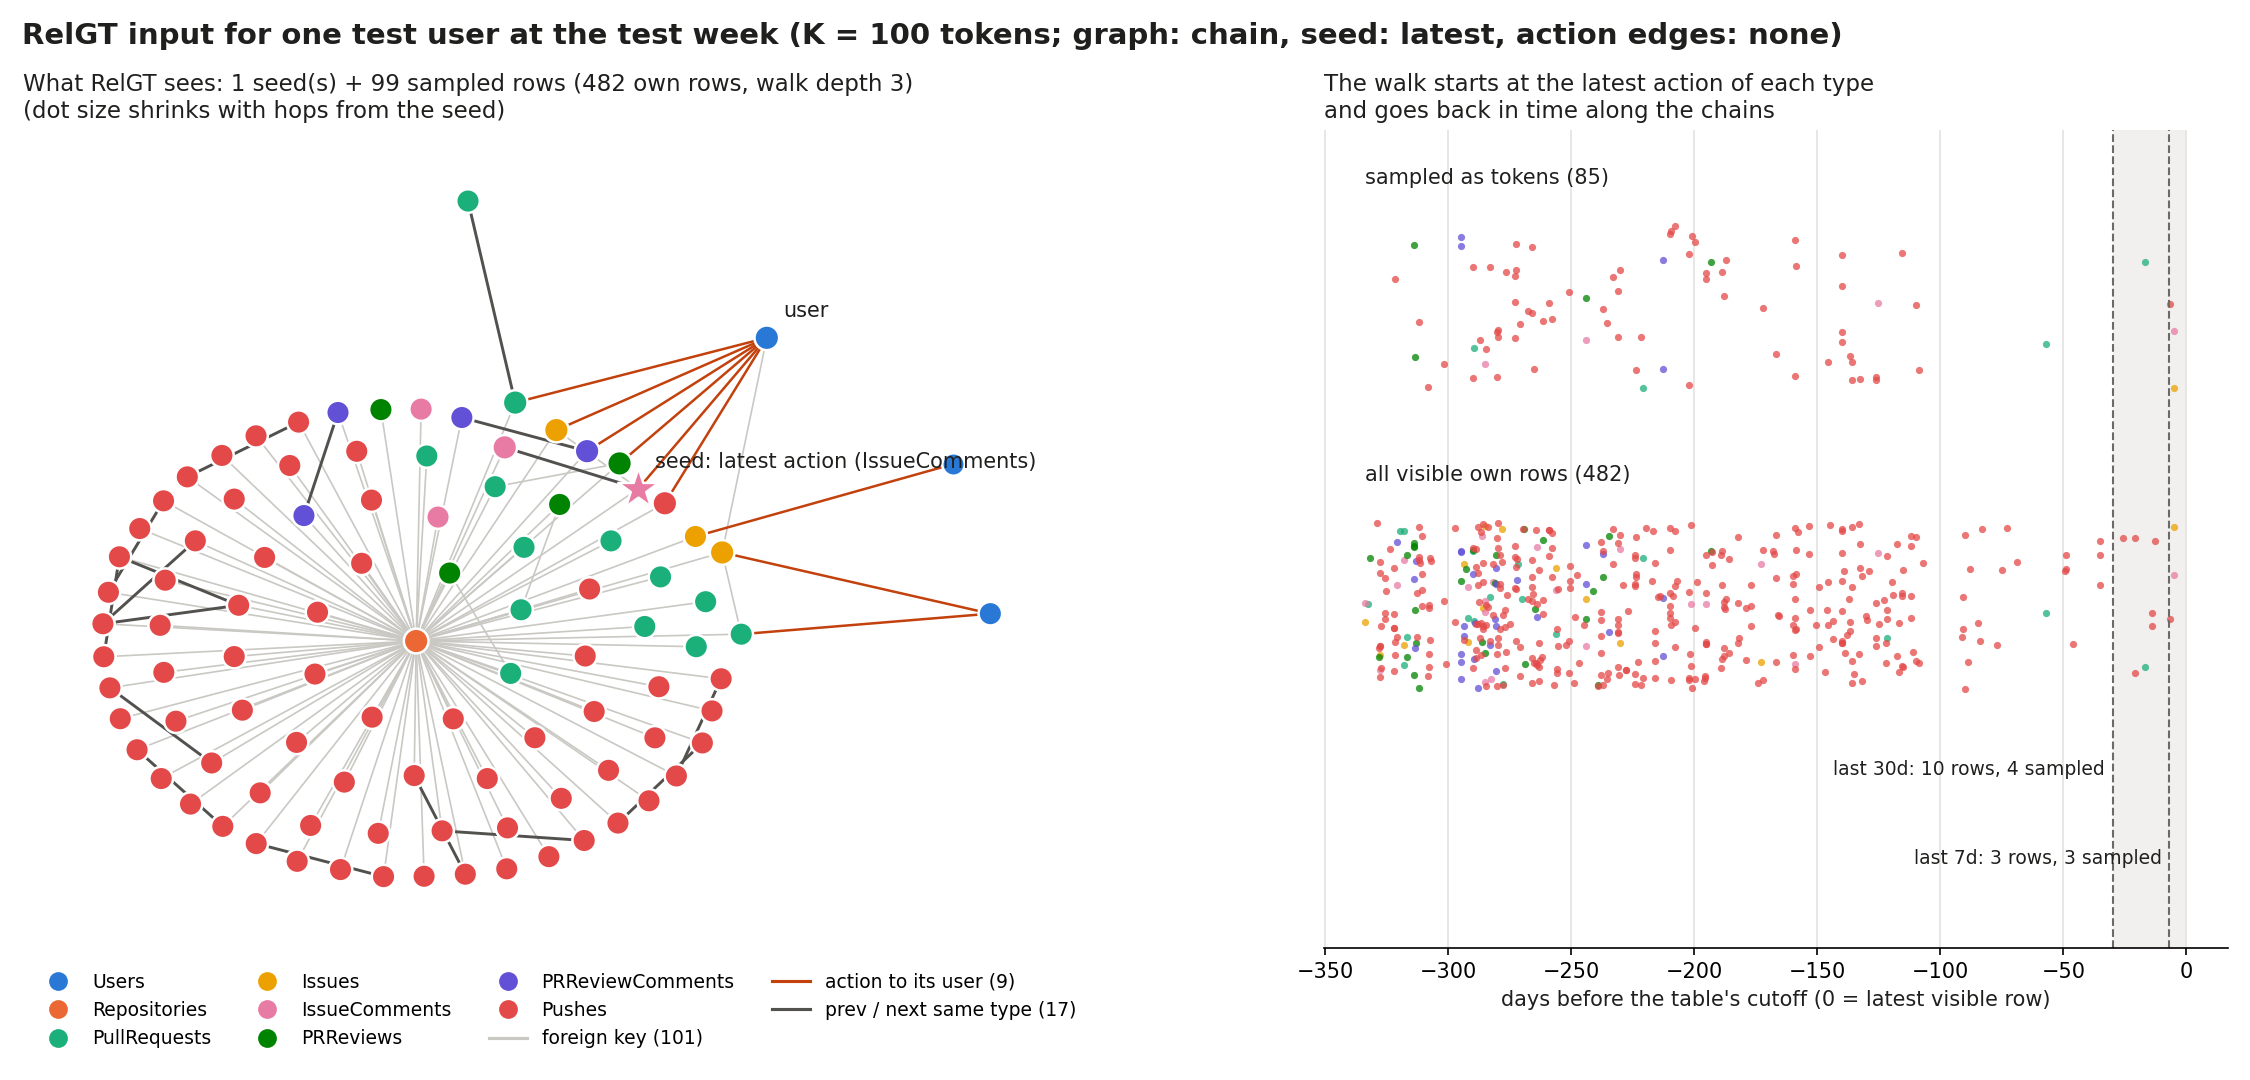 RelGT input for one test user at the test week (K = 100 tokens; graph: chain, seed: latest, action edges: none)
What RelGT sees: 1 seed(s) + 99 sampled rows (482 own rows, walk depth 3)
(dot size shrinks with hops from the seed)
user
seed: latest action (IssueComments)
Users
Repositories
PullRequests
Issues
IssueComments
PRReviews
PRReviewComments
Pushes
foreign key (101)
action to its user (9)
prev / next same type (17)
The walk starts at the latest action of each type
and goes back in time along the chains
sampled as tokens (85)
all visible own rows (482)
last 30d: 10 rows, 4 sampled
last 7d: 3 rows, 3 sampled
−350 −300 −250 −200 −150 −100 −50 0
days before the table's cutoff (0 = latest visible row)